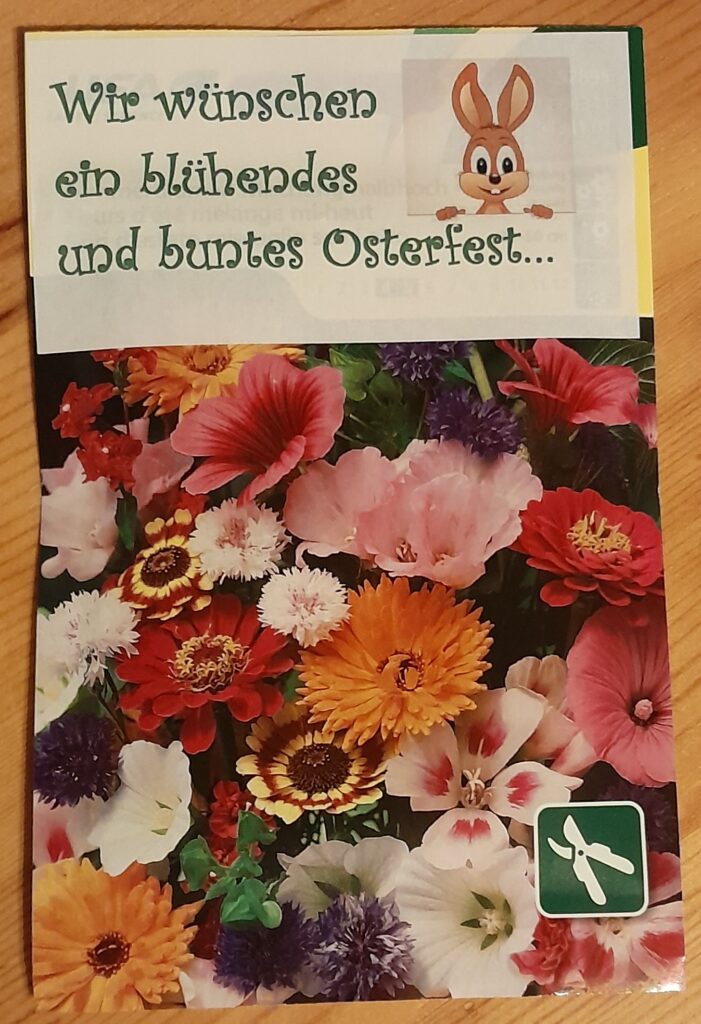 Wir wünschen
ein blühendes
und buntes Osterfest...